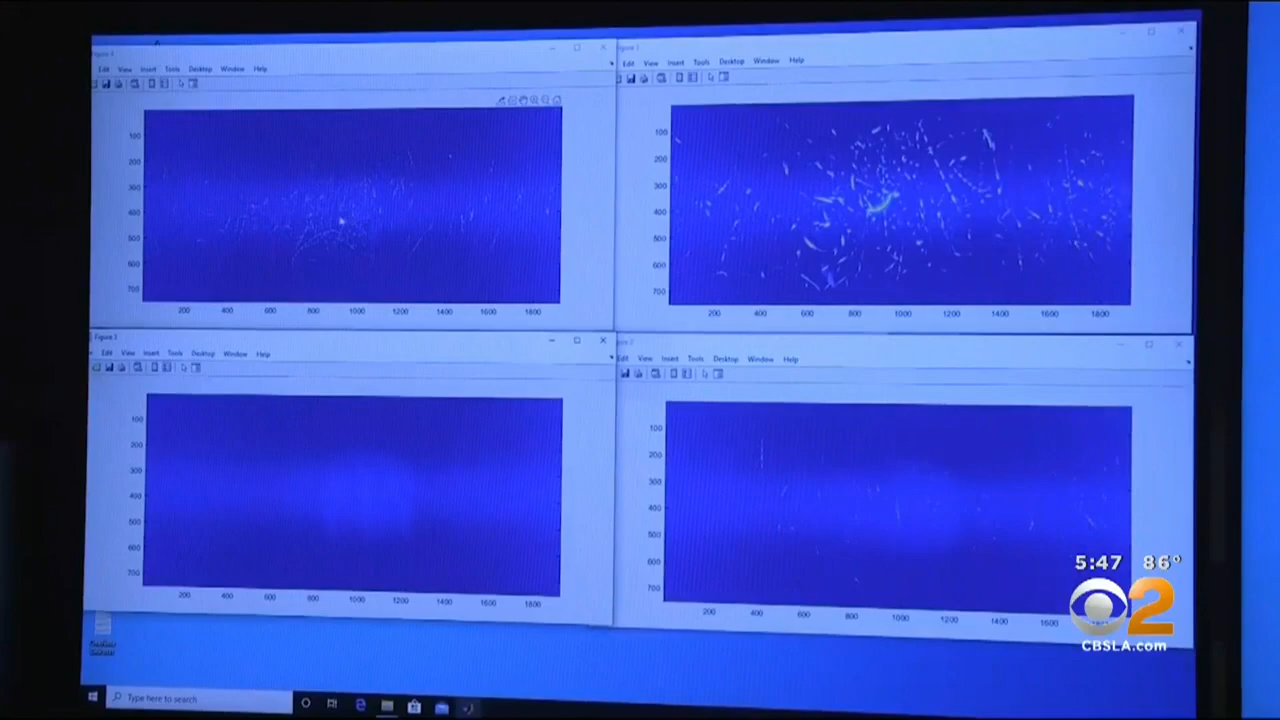 Figure 4
Edit View Insert Tools Desktop Window Help
100
200
300
400
500
600
700
200 400 600 800 1000 1200 1400 1600 1800
Edit View Insert Tools Desktop Window Help
100
200
300
400
500
600
700
200 400 600 800 1000 1200 1400 1600 1800
Figure 3
Edit View Insert Tools Desktop Window Help
100
200
300
400
500
600
700
200 400 600 800 1000 1200 1400 1600 1800
Edit View Insert Tools Desktop Window Help
100
200
300
400
500
600
700
200 400 600 800 1000 1200 1400 1600
5:47 86°
2
CBSLA.com
Type here to search